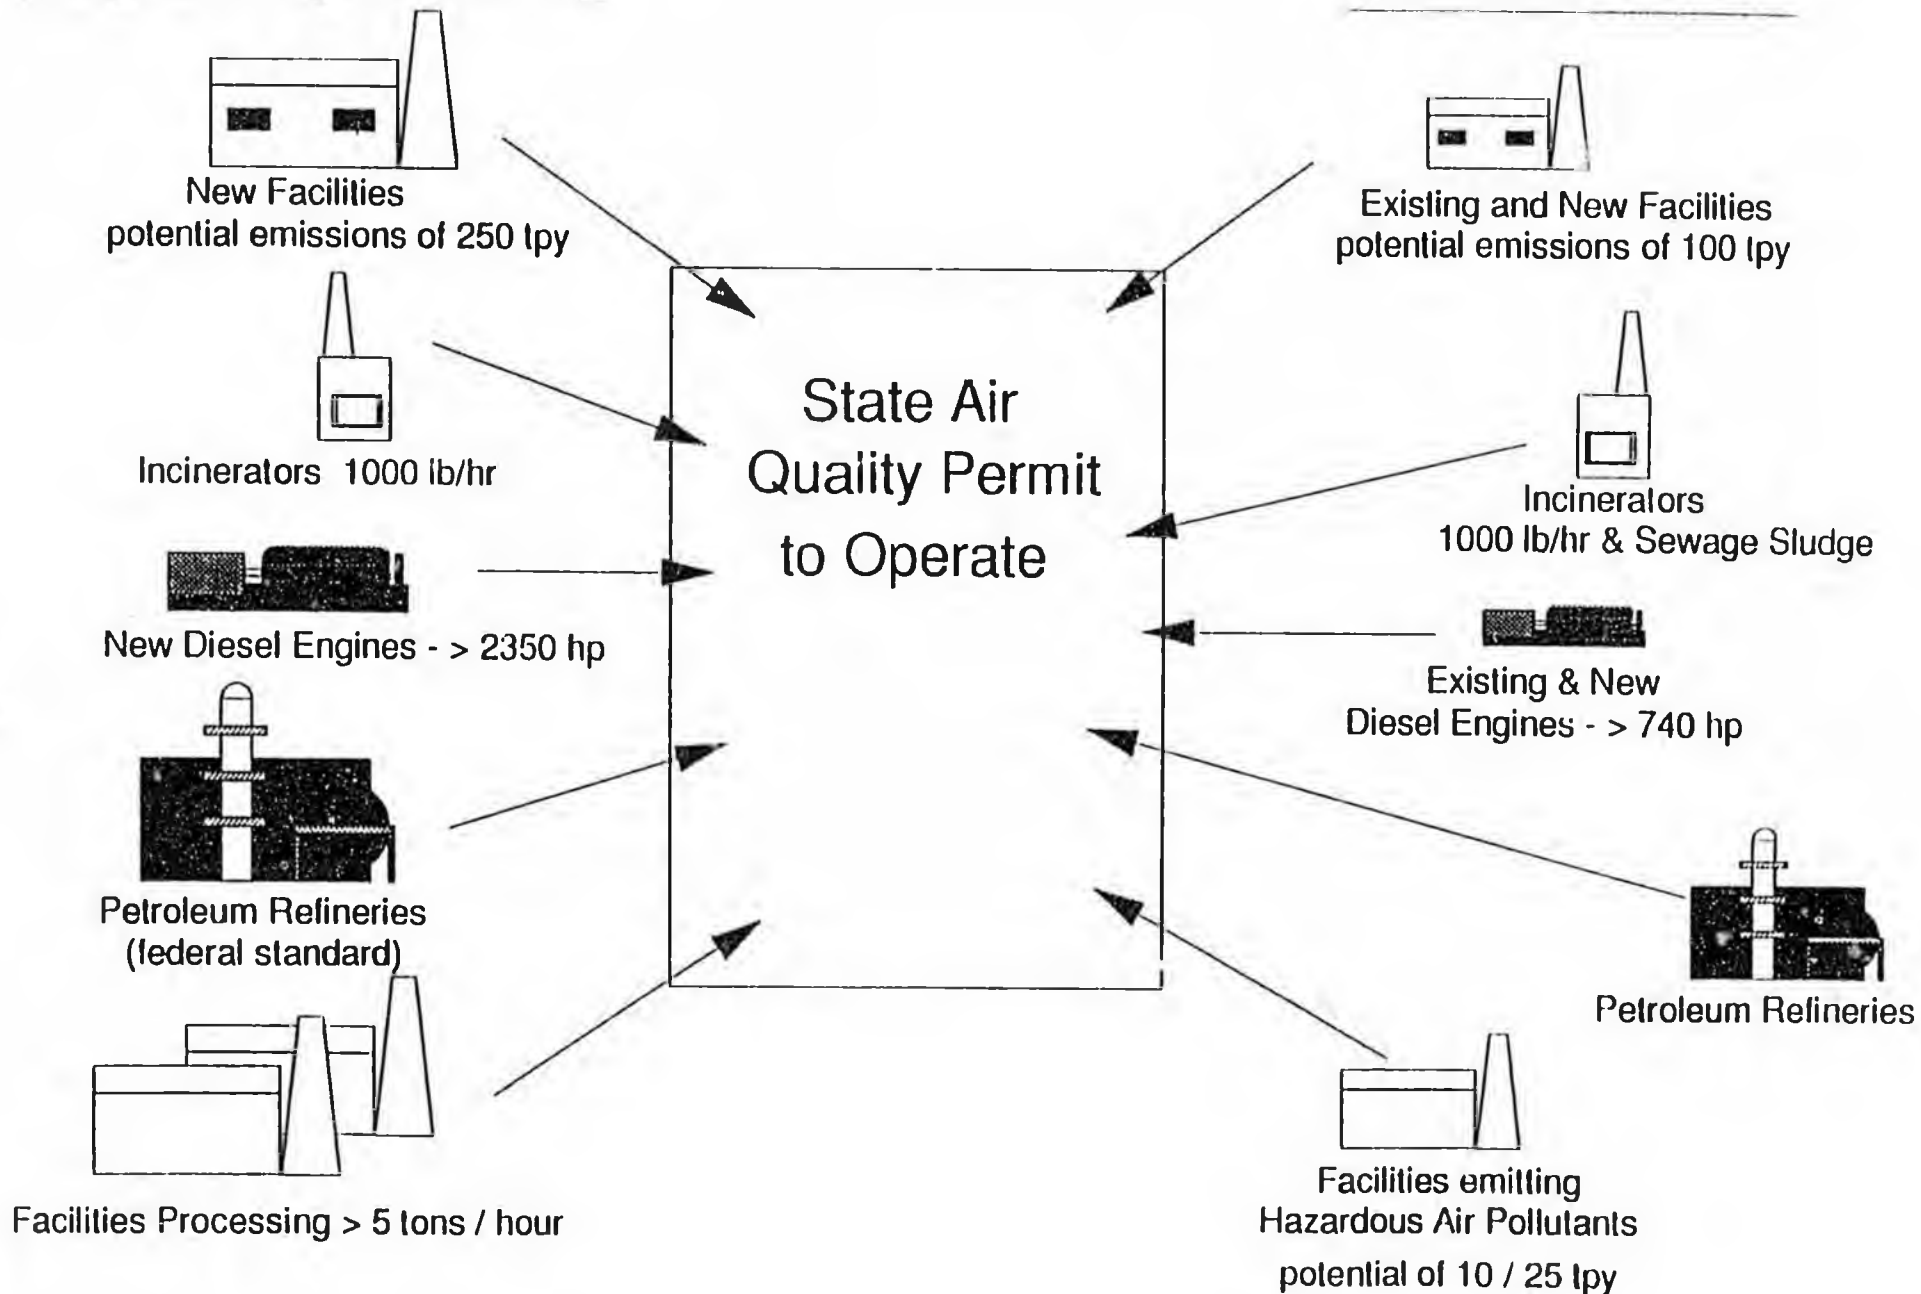 New Facilities
potential emissions of 250 tpy
Incinerators 1000 lb/hr
New Diesel Engines - > 2350 hp
Petroleum Refineries
(federal standard)
Facilities Processing > 5 tons / hour
State Air
Quality Permit
to Operate
Existing and New Facilities
potential emissions of 100 tpy
Incinerators
1000 lb/hr & Sewage Sludge
Existing & New
Diesel Engines - > 740 hp
Petroleum Refineries
Facilities emitting
Hazardous Air Pollutants
potential of 10 / 25 tpy